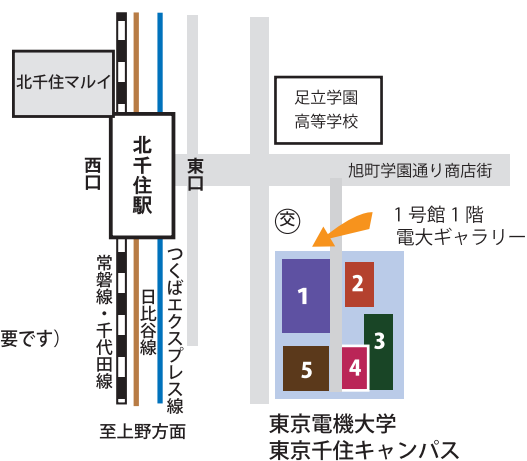 北千住マルイ
足立学園
高等学校
西口
北千住駅
東口
旭町学園通り商店街
交
1号館1階
電大ギャラリー
常磐線・千代田線
日比谷線
つくばエクスプレス線
1
2
3
4
5
要です）
至上野方面
東京電機大学
東京千住キャンパス